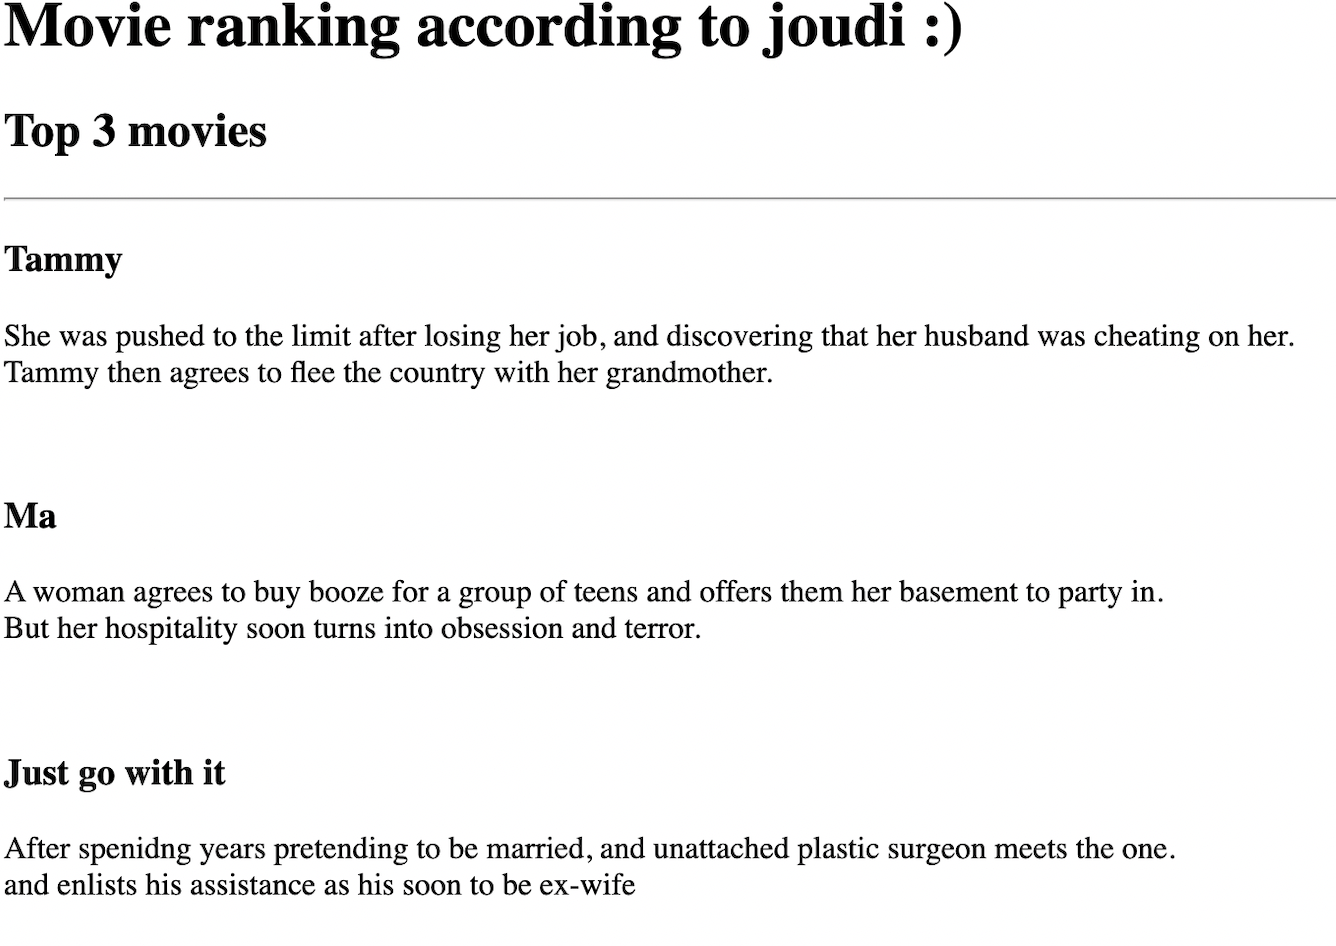 Movie ranking according to joudi :)
Top 3 movies
Tammy
She was pushed to the limit after losing her job, and discovering that her husband was cheating on her.
Tammy then agrees to flee the country with her grandmother.
Ma
A woman agrees to buy booze for a group of teens and offers them her basement to party in.
But her hospitality soon turns into obsession and terror.
Just go with it
After spenidng years pretending to be married, and unattached plastic surgeon meets the one.
and enlists his assistance as his soon to be ex-wife